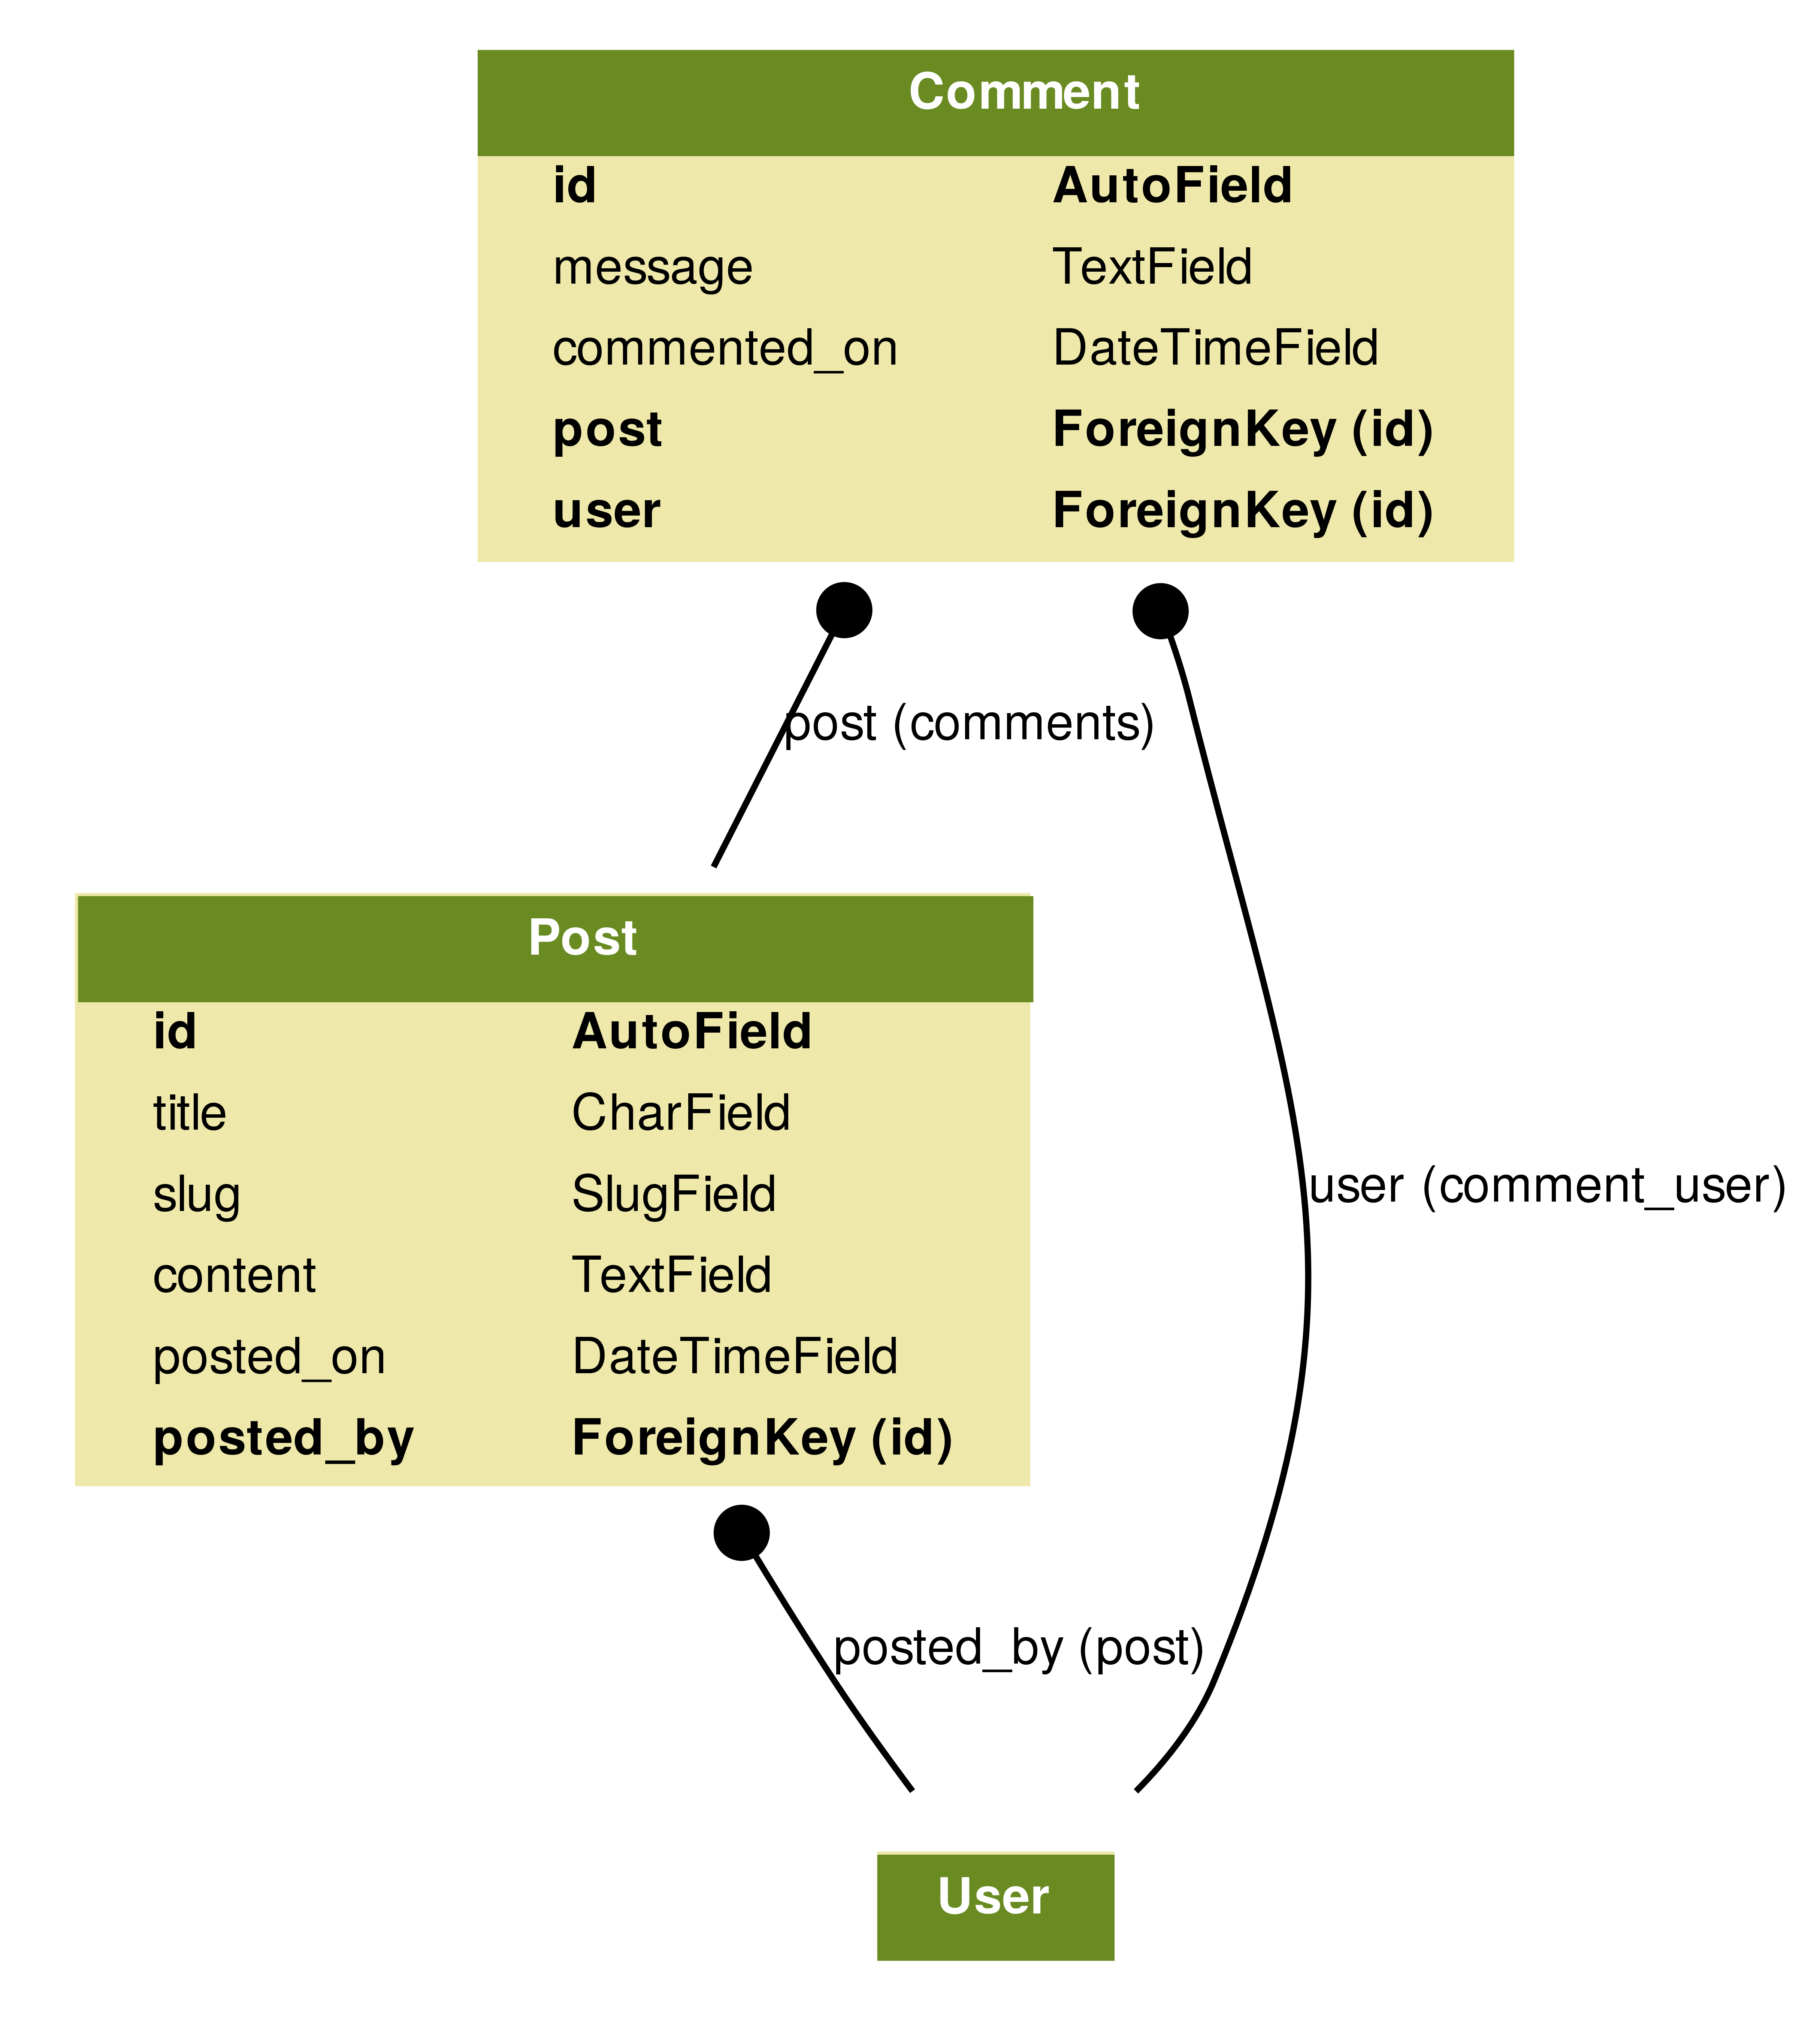 Comment
id AutoField
message TextField
commented_on DateTimeField
post ForeignKey (id)
user ForeignKey (id)
post (comments)
Post
id AutoField
title CharField
slug SlugField
content TextField
posted_on DateTimeField
posted_by ForeignKey (id)
user (comment_user)
posted_by (post)
User